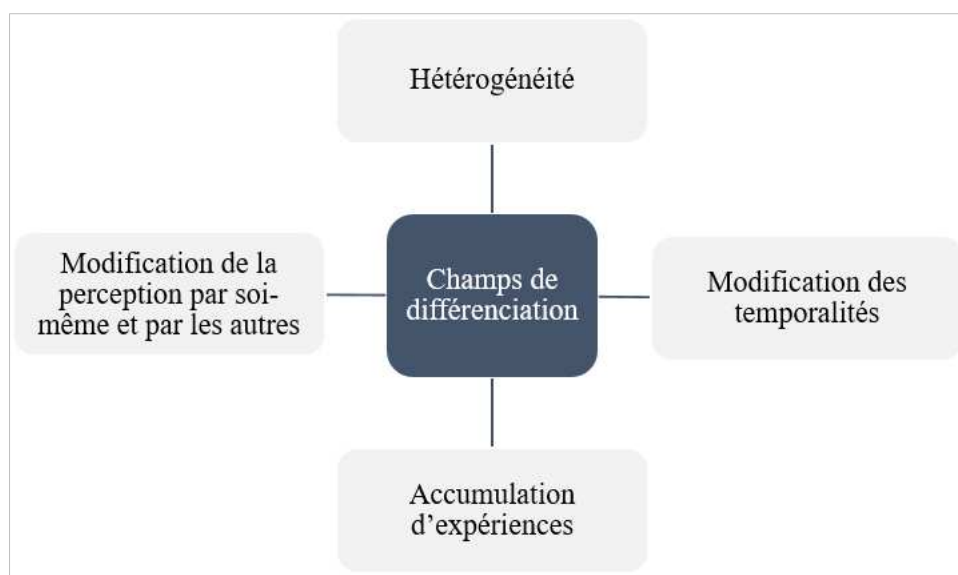 Hétérogénéité
Modification de la
perception par soi-
même et par les autres
Champs de
différenciation
Modification des
temporalités
Accumulation
d’expériences